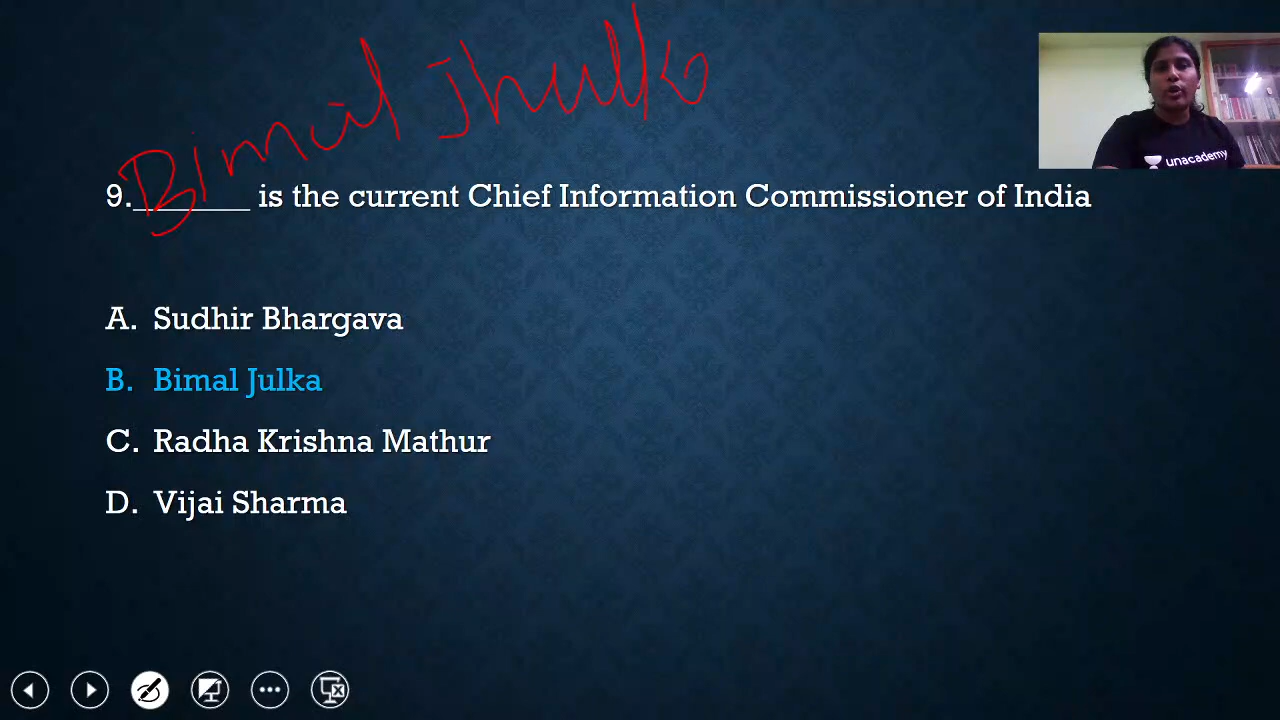 Bimal Jhulka
unacademy
9._______ is the current Chief Information Commissioner of India
A. Sudhir Bhargava
B. Bimal Julka
C. Radha Krishna Mathur
D. Vijai Sharma